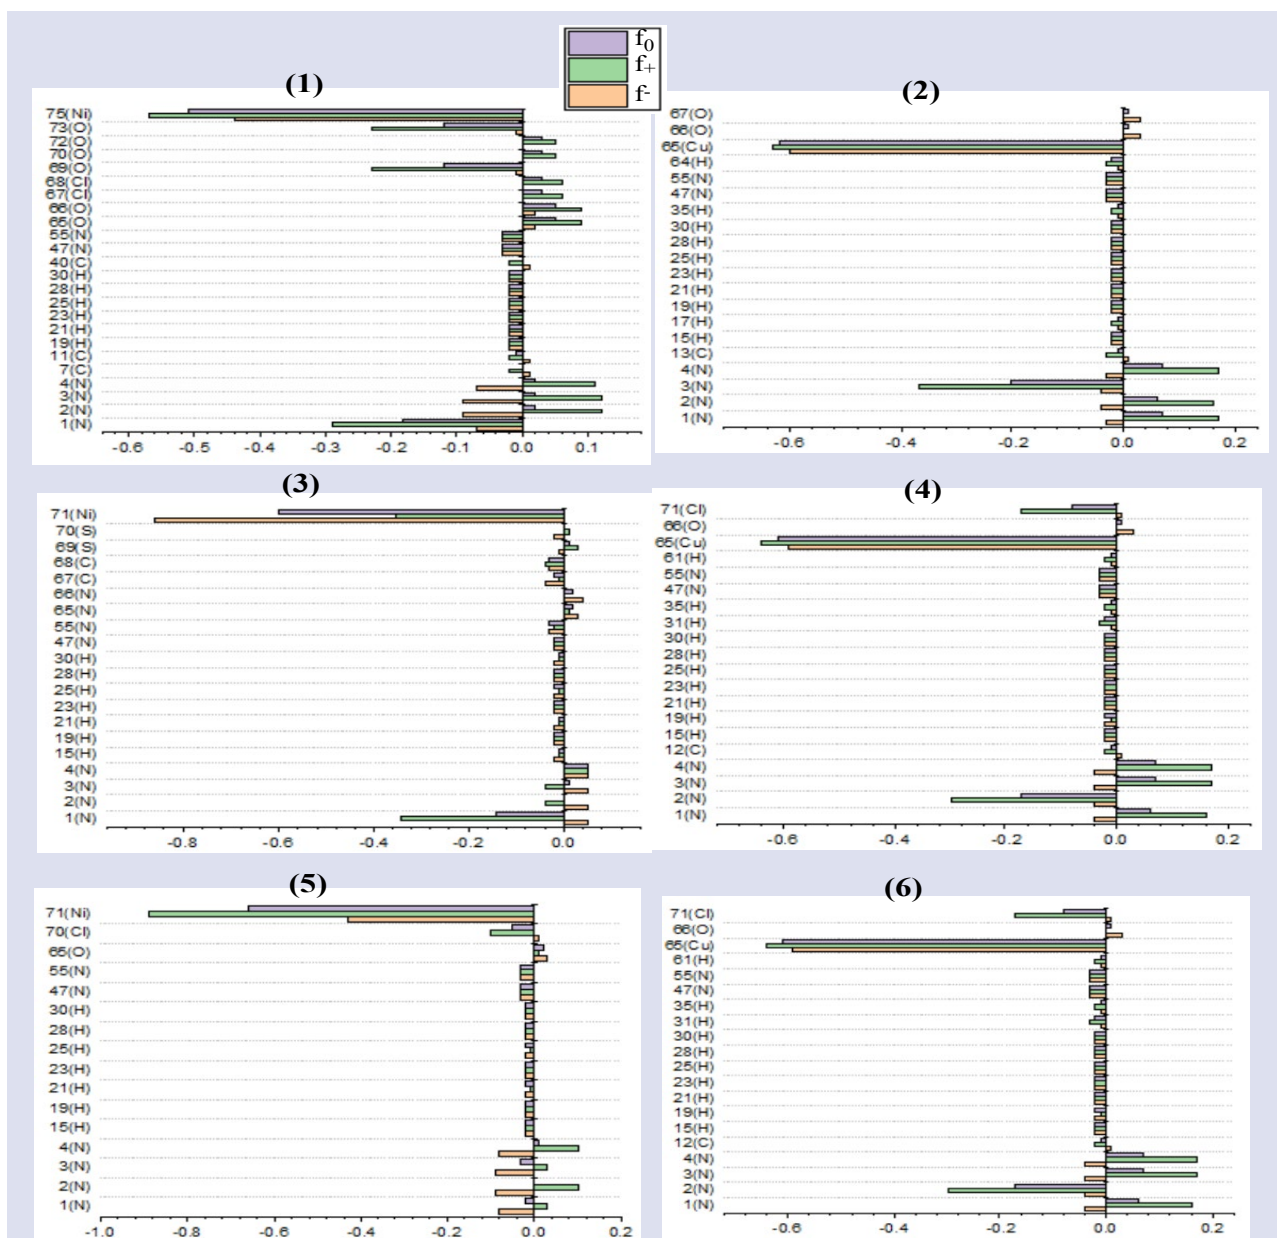 f0
f+
f-
(1)
75(Ni)
73(O)
72(O)
70(O)
69(O)
68(Cl)
67(Cl)
66(O)
65(O)
55(N)
47(N)
40(C)
30(H)
28(H)
25(H)
23(H)
21(H)
19(H)
11(C)
7(C)
4(N)
3(N)
2(N)
1(N)
-0.6 -0.5 -0.4 -0.3 -0.2 -0.1 0.0 0.1
(2)
67(O)
66(O)
65(Cu)
64(H)
55(N)
47(N)
35(H)
30(H)
28(H)
25(H)
23(H)
21(H)
19(H)
17(H)
15(H)
13(C)
4(N)
3(N)
2(N)
1(N)
-0.6 -0.4 -0.2 0.0 0.2
(3)
71(Ni)
70(S)
69(S)
68(C)
67(C)
66(N)
65(N)
55(N)
47(N)
30(H)
28(H)
25(H)
23(H)
21(H)
19(H)
15(H)
4(N)
3(N)
2(N)
1(N)
-0.8 -0.6 -0.4 -0.2 0.0
(4)
71(Cl)
66(O)
65(Cu)
61(H)
55(N)
47(N)
35(H)
31(H)
30(H)
28(H)
25(H)
23(H)
21(H)
19(H)
15(H)
12(C)
4(N)
3(N)
2(N)
1(N)
-0.6 -0.4 -0.2 0.0 0.2
(5)
71(Ni)
70(Cl)
65(O)
55(N)
47(N)
30(H)
28(H)
25(H)
23(H)
21(H)
19(H)
15(H)
4(N)
3(N)
2(N)
1(N)
-1.0 -0.8 -0.6 -0.4 -0.2 0.0 0.2
(6)
71(Cl)
66(O)
65(Cu)
61(H)
55(N)
47(N)
35(H)
31(H)
30(H)
28(H)
25(H)
23(H)
21(H)
19(H)
15(H)
12(C)
4(N)
3(N)
2(N)
1(N)
-0.6 -0.4 -0.2 0.0 0.2